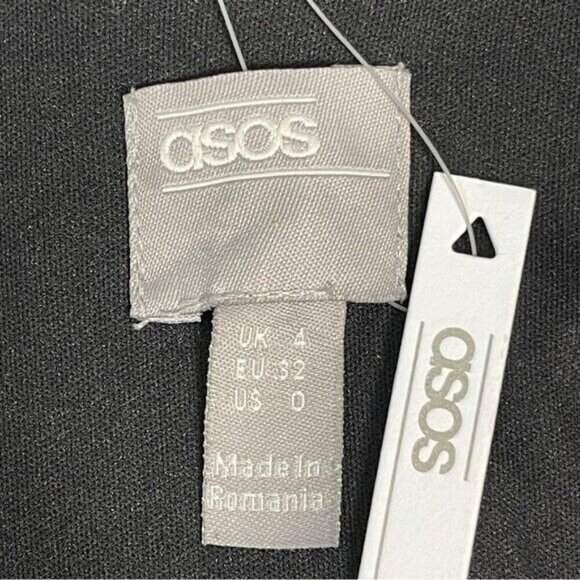 asos
UK 4
EU 32
US 0
Made In
Romania
asos